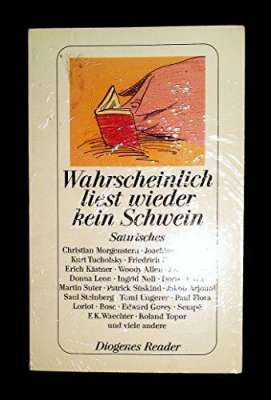 Wahrscheinlich
liest wieder
kein Schwein
Satirisches
Christian Morgenstern
Kurt Tucholsky · Friedrich
Erich Kästner · Woody Allen
Donna Leon · Ingrid Noll
Martin Suter · Patrick Süskind · Jakob Arjouni
Saul Steinberg · Tomi Ungerer · Paul Flora
Loriot · Bosc · Edward Gorey · Sempé
F. K. Waechter · Roland Topor
und viele andere
Diogenes Reader